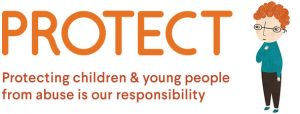 PROTECT
Protecting children & young people
from abuse is our responsibility